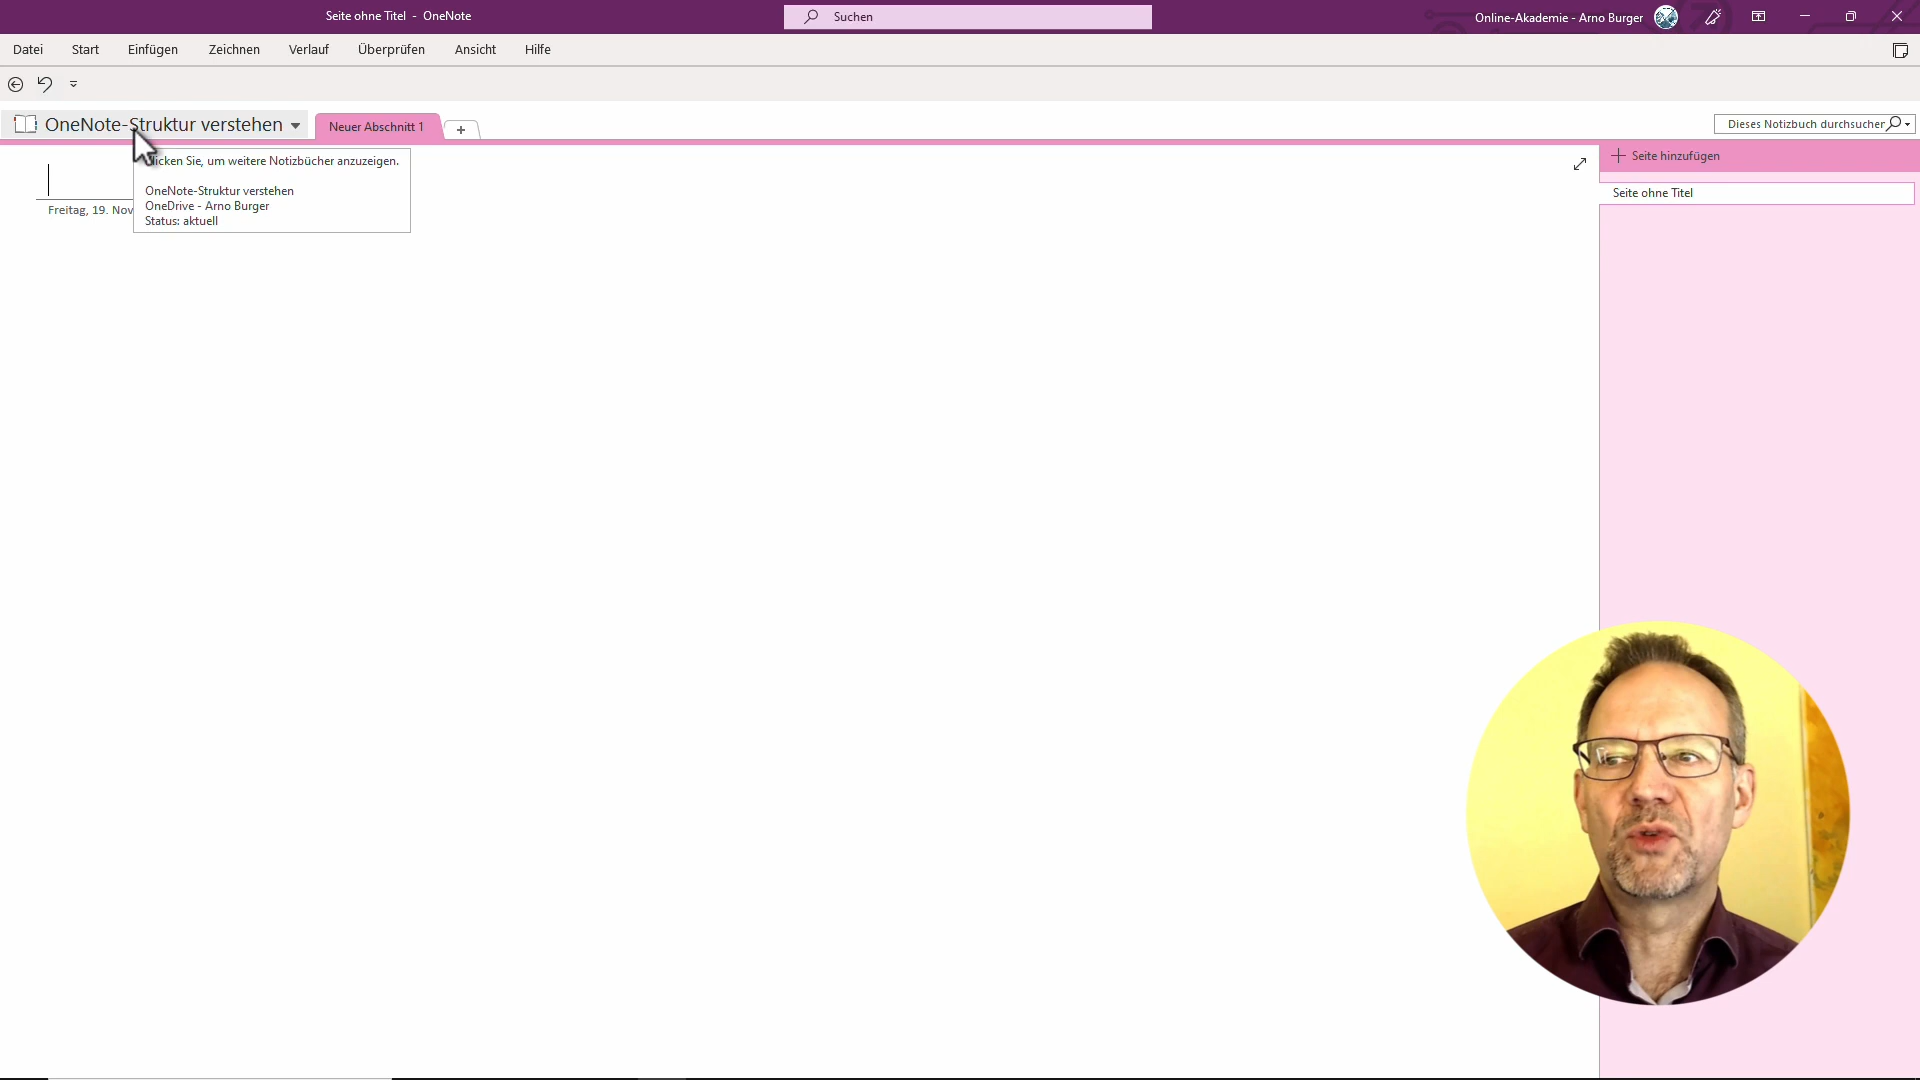 Seite ohne Titel - OneNote
Suchen
Online-Akademie - Arno Burger
Datei Start Einfügen Zeichnen Verlauf Überprüfen Ansicht Hilfe
OneNote-Struktur verstehen
Neuer Abschnitt 1
Dieses Notizbuch durchsuchen
Seite hinzufügen
Klicken Sie, um weitere Notizbücher anzuzeigen.
OneNote-Struktur verstehen
OneDrive - Arno Burger
Status: aktuell
Freitag, 19. Nov
Seite ohne Titel